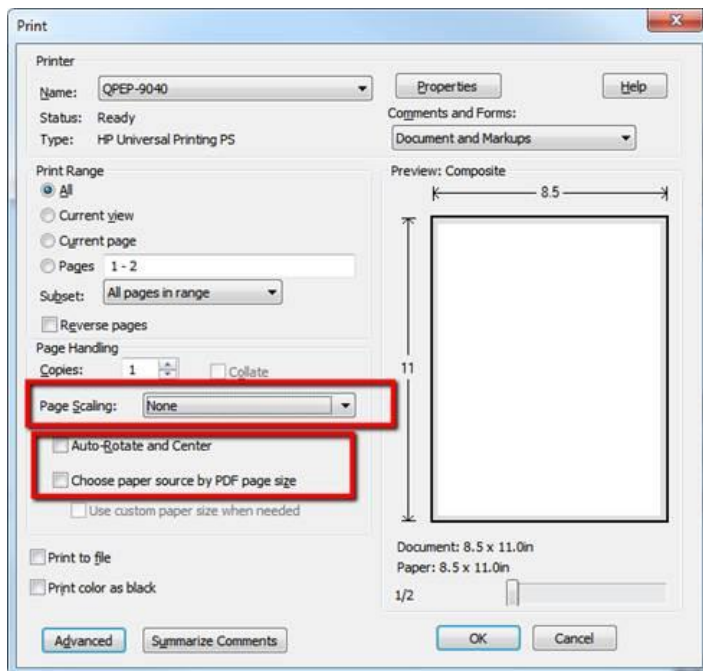 Print
Printer
Name: QPEP-9040
Properties
Help
Status: Ready
Comments and Forms:
Type: HP Universal Printing PS
Document and Markups
Print Range
All
Current view
Current page
Pages 1 - 2
Subset: All pages in range
Reverse pages
Page Handling
Copies: 1
Collate
Page Scaling: None
Auto-Rotate and Center
Choose paper source by PDF page size
Use custom paper size when needed
Print to file
Print color as black
Preview: Composite
8.5
11
Document: 8.5 x 11.0in
Paper: 8.5 x 11.0in
1/2
Advanced
Summarize Comments
OK
Cancel